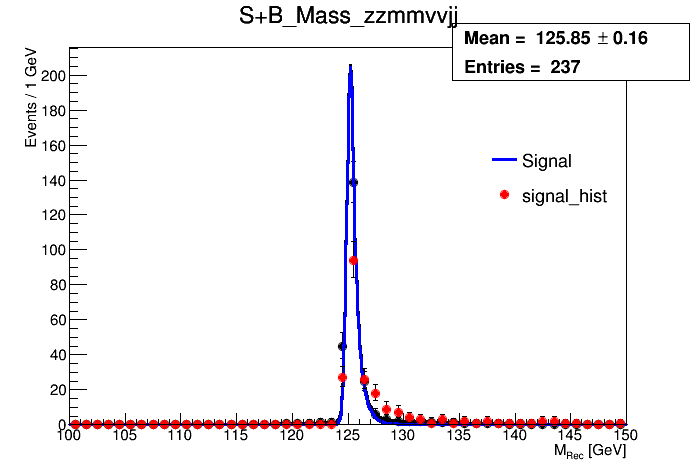 S+B_Mass_zzmmvvjj
Mean = 125.85 ± 0.16
Entries = 237
Events / 1 GeV
200
180
160
140
120
100
80
60
40
20
0
Signal
signal_hist
100 105 110 115 120 125 130 135 140 145 150
M_Rec [GeV]